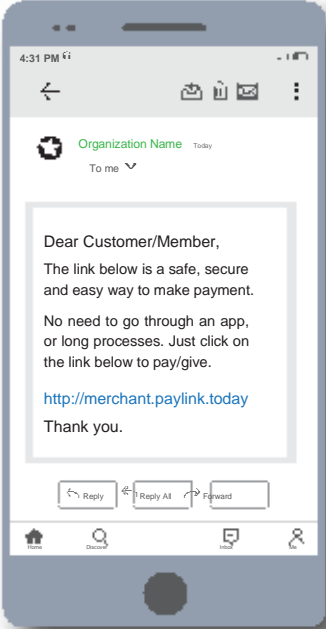 4:31 PM
Organization Name Today
To me
Dear Customer/Member,
The link below is a safe, secure
and easy way to make payment.
No need to go through an app,
or long processes. Just click on
the link below to pay/give.
http://merchant.paylink.today
Thank you.
Reply Reply All Forward
Home Discover Inbox Me